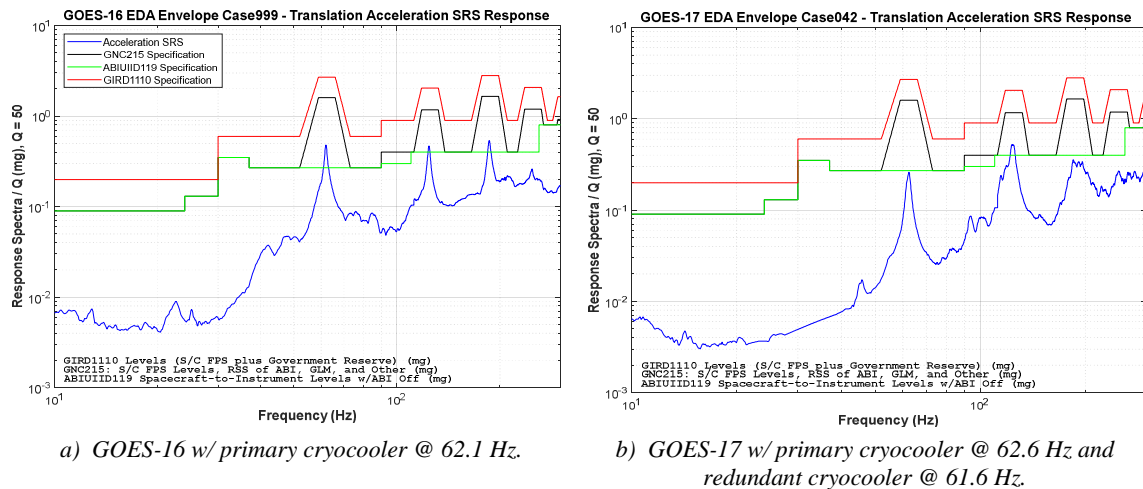 GOES-16 EDA Envelope Case999 - Translation Acceleration SRS Response
Response Spectra / Q (mg), Q = 50
10^1
10^0
10^-1
10^-2
10^-3
Acceleration SRS
GNC215 Specification
ABIUIID119 Specification
GIRD1110 Specification
GIRD1110 Levels (S/C FPS plus Government Reserve) (mg)
GNC215: S/C FPS Levels, RSS of ABI, GLM, and Other (mg)
ABIUIID119 Spacecraft-to-Instrument Levels w/ABI Off (mg)
10^1
10^2
Frequency (Hz)
a) GOES-16 w/ primary cryocooler @ 62.1 Hz.
GOES-17 EDA Envelope Case042 - Translation Acceleration SRS Response
Response Spectra / Q (mg), Q = 50
10^1
10^0
10^-1
10^-2
10^-3
GIRD1110 Levels (S/C FPS plus Government Reserve) (mg)
GNC215: S/C FPS Levels, RSS of ABI, GLM, and Other (mg)
ABIUIID119 Spacecraft-to-Instrument Levels w/ABI Off (mg)
10^1
10^2
Frequency (Hz)
b) GOES-17 w/ primary cryocooler @ 62.6 Hz and
redundant cryocooler @ 61.6 Hz.